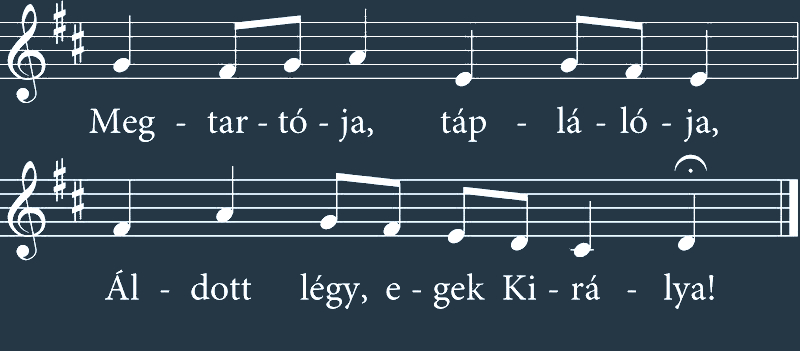 Meg - tar - tó - ja, táp - lá - ló - ja,
Ál - dott légy, e - gek Ki - rá - lya!